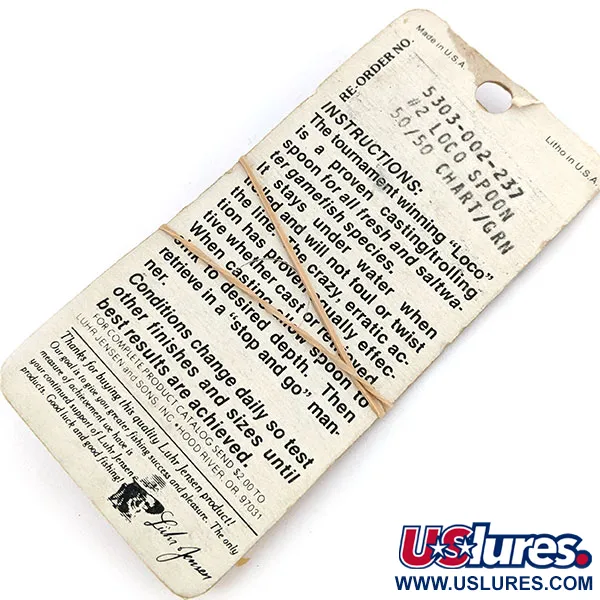 Made in U.S.A.
RE-ORDER NO.
5303-002-237
#2 LOCO SPOON
50/50 CHART/GRN
Litho in U.S.A.
INSTRUCTIONS:
The tournament winning "Loco"
is a proven casting/trolling
spoon for all fresh and saltwa-
ter gamefish species.
It stays under water when
trolled and will not foul or twist
the line. The crazy, erratic ac-
tion has proven equally effec-
tive whether cast or retrieved.
When casting, allow spoon to
sink to desired depth. Then
retrieve in a "stop and go" man-
ner.
Conditions change daily so test
other finishes and sizes until
best results are achieved.
FOR COMPLETE PRODUCT CATALOG SEND $2.00 TO
LUHR JENSEN and SONS, INC. • HOOD RIVER, OR. 97031
Thanks for buying this quality Luhr Jensen product!
Our goal is to give you greater fishing success and pleasure. The only
measure of achievement we have is
your continued support of Luhr Jensen
products. Good luck and good fishing!
Luhr Jensen
USlures.
WWW.USLURES.COM